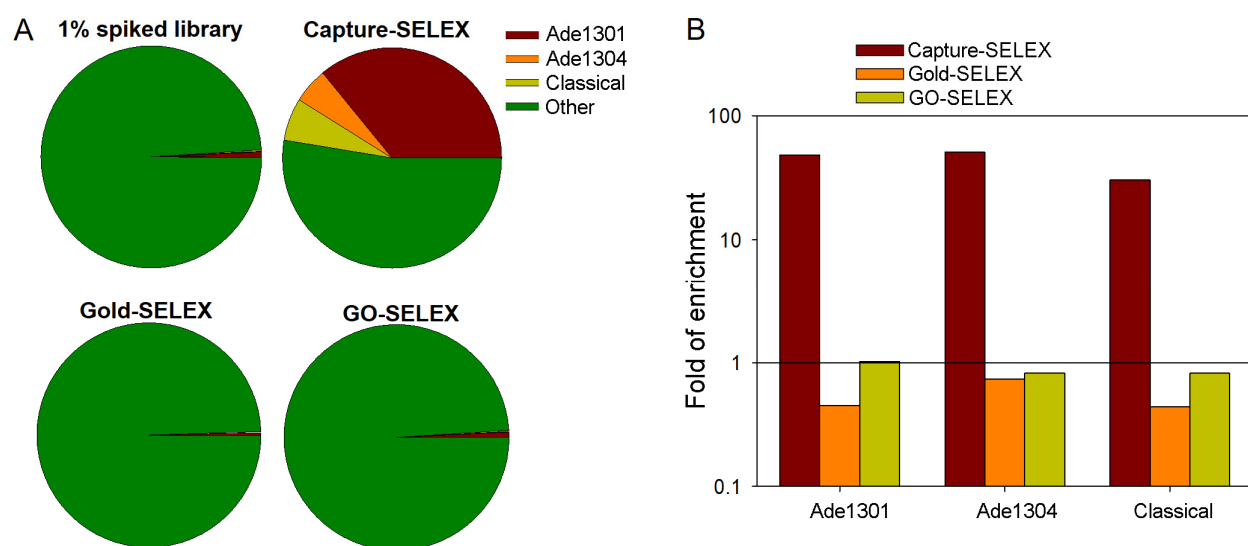 A
1% spiked library
Capture-SELEX
Ade1301
Ade1304
Classical
Other
Gold-SELEX
GO-SELEX
B
Capture-SELEX
Gold-SELEX
GO-SELEX
Fold of enrichment
100
10
1
0.1
Ade1301
Ade1304
Classical